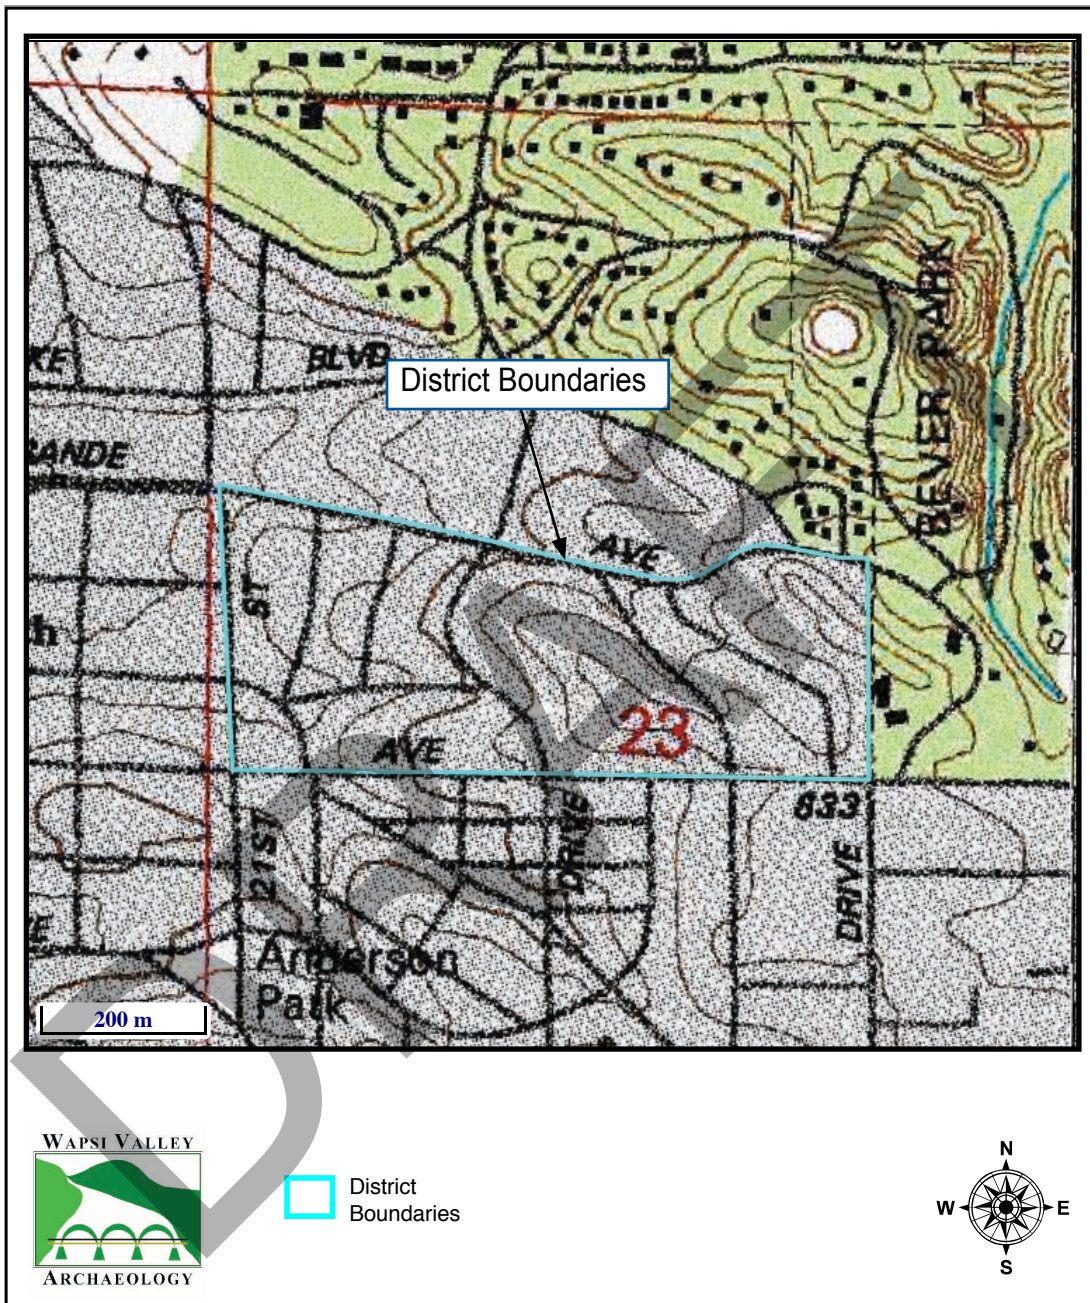 BLVD
District Boundaries
BEVER PARK
ANDE
AVE
ST
23
AVE
833
21ST
DRIVE
DRIVE
Anderson
Park
200 m
DRAFT
WAPSI VALLEY
ARCHAEOLOGY
District
Boundaries
N
W
E
S